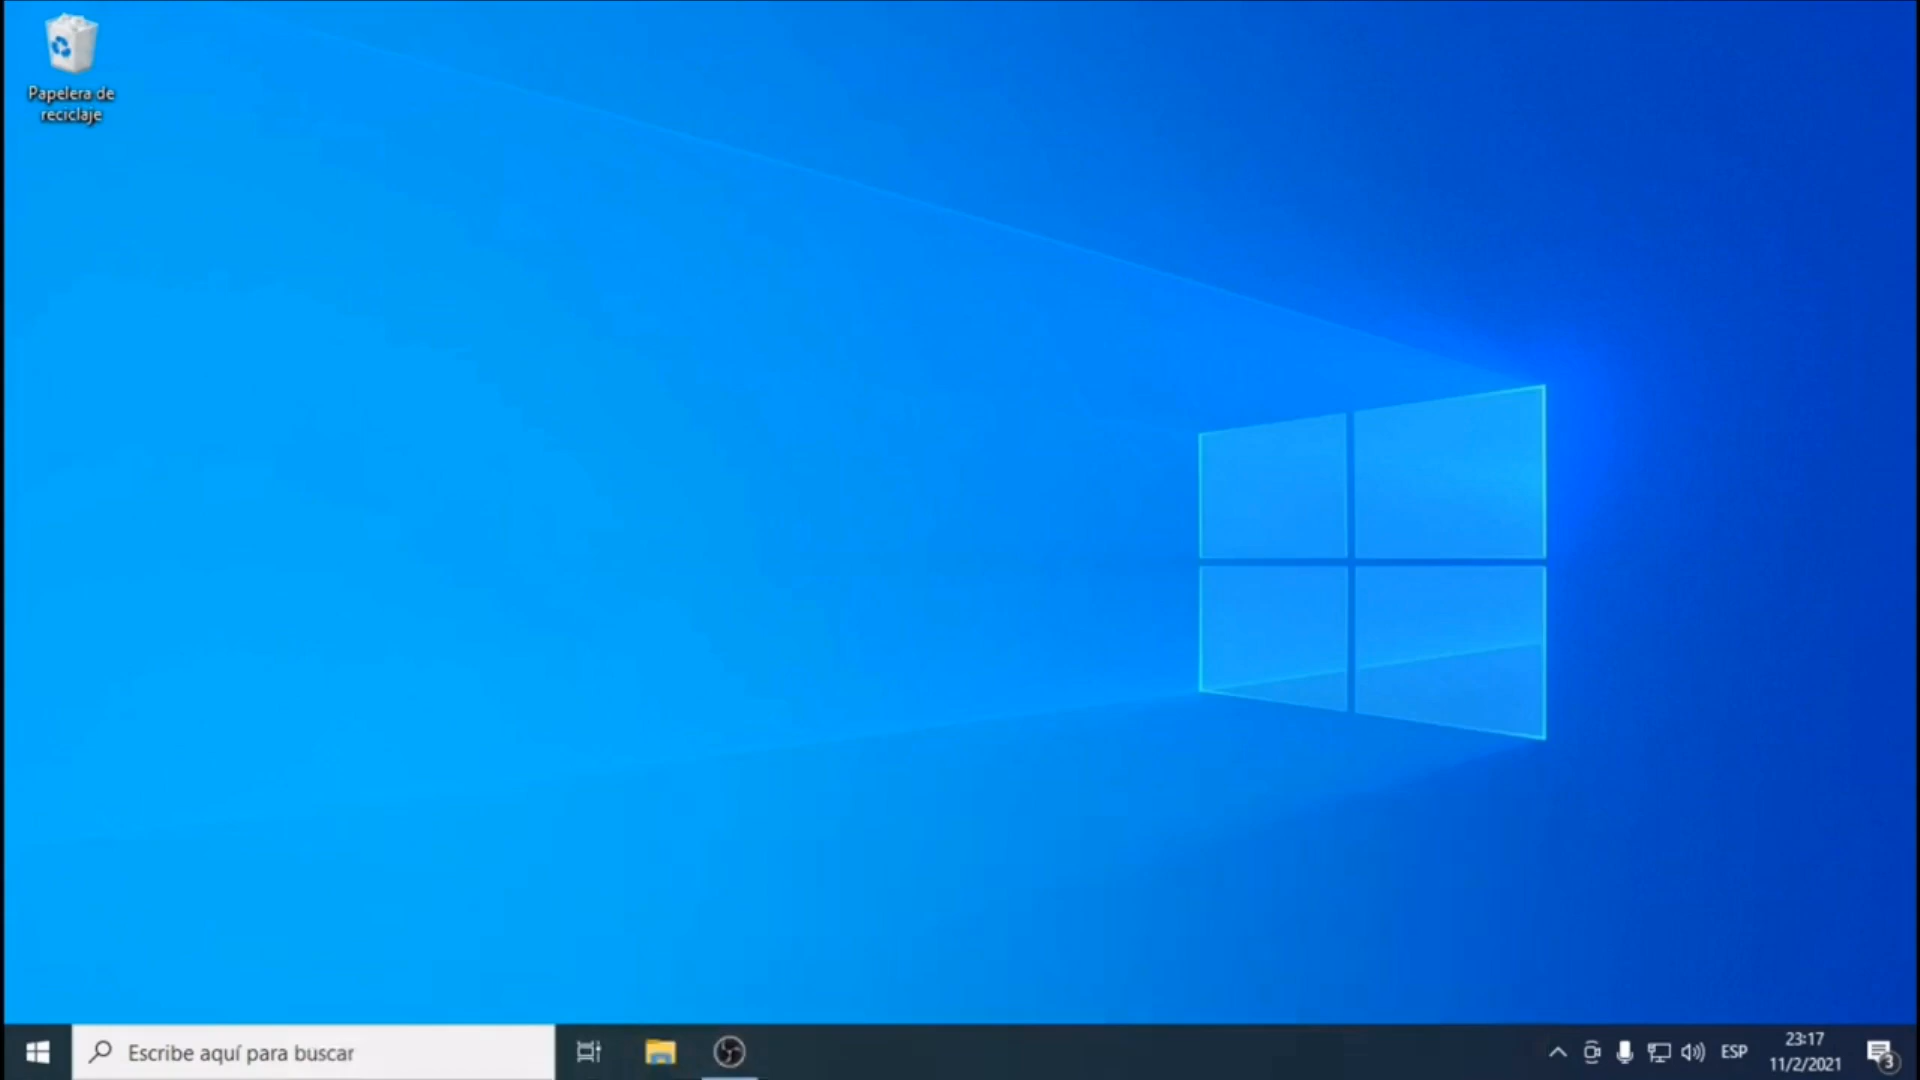 Papelera de
reciclaje
Escribe aquí para buscar
ESP
23:17
11/2/2021
3